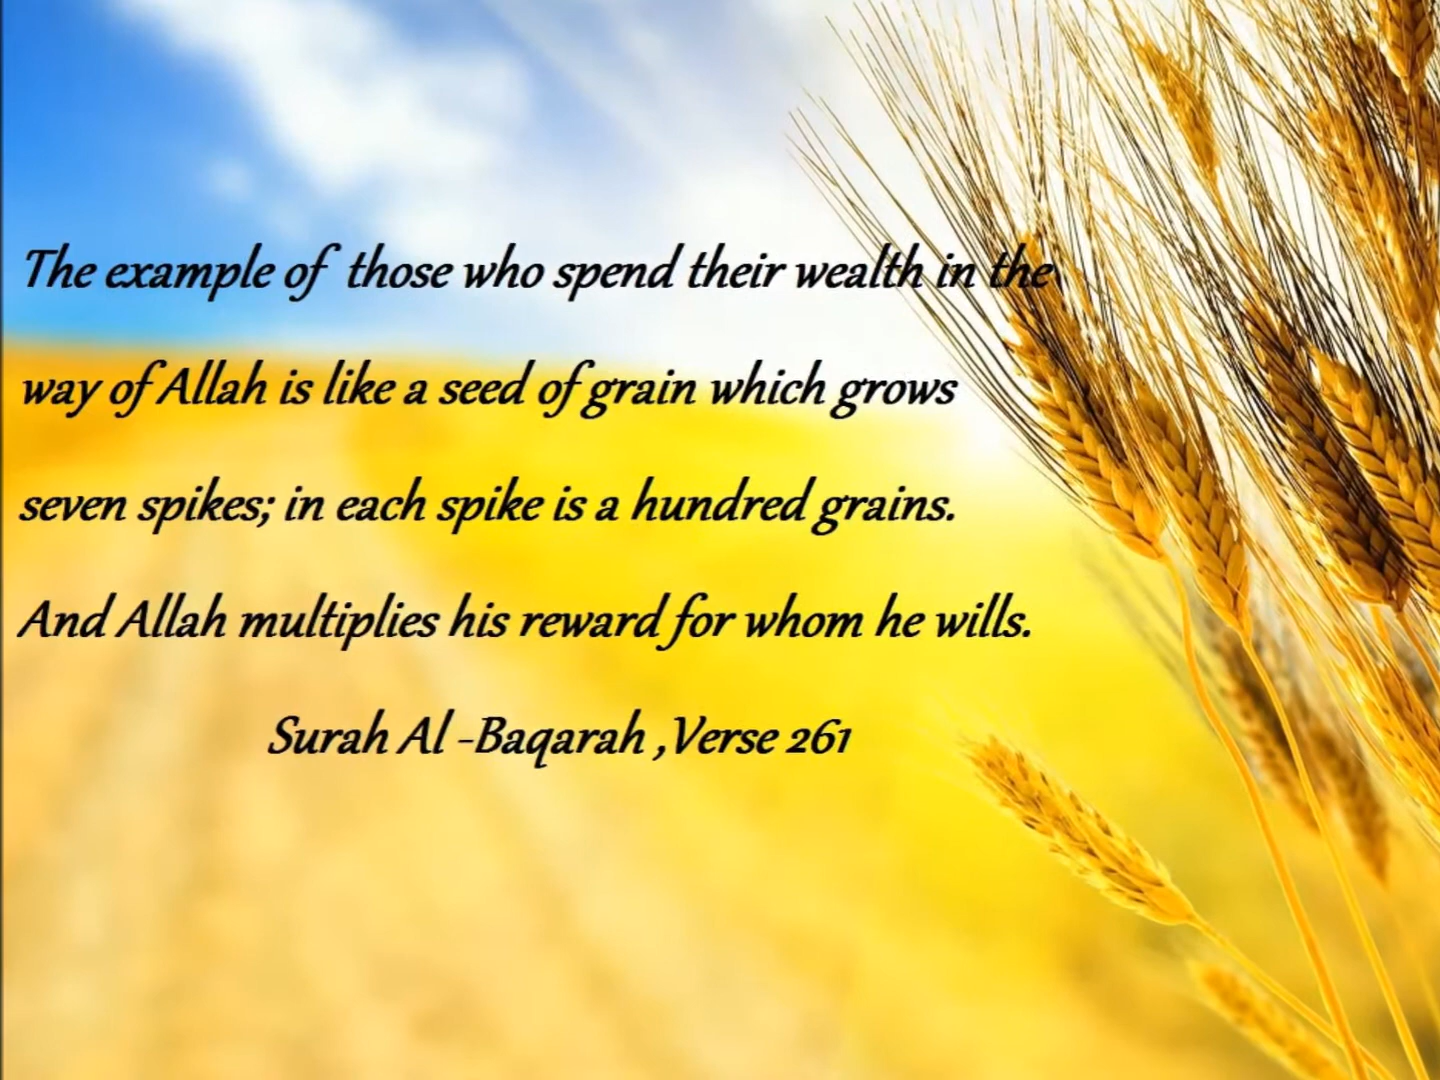 The example of those who spend their wealth in the
way of Allah is like a seed of grain which grows
seven spikes; in each spike is a hundred grains.
And Allah multiplies his reward for whom he wills.
Surah Al -Baqarah ,Verse 261